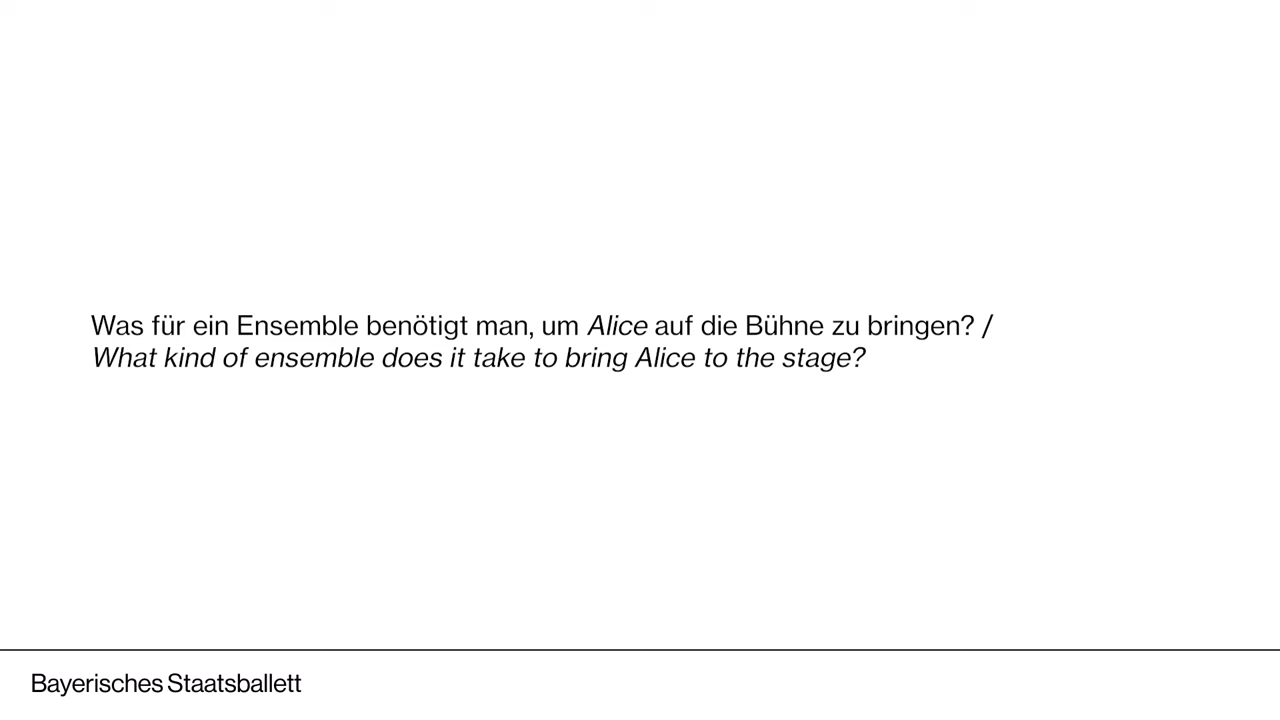 Was für ein Ensemble benötigt man, um Alice auf die Bühne zu bringen? /
What kind of ensemble does it take to bring Alice to the stage?
Bayerisches Staatsballett